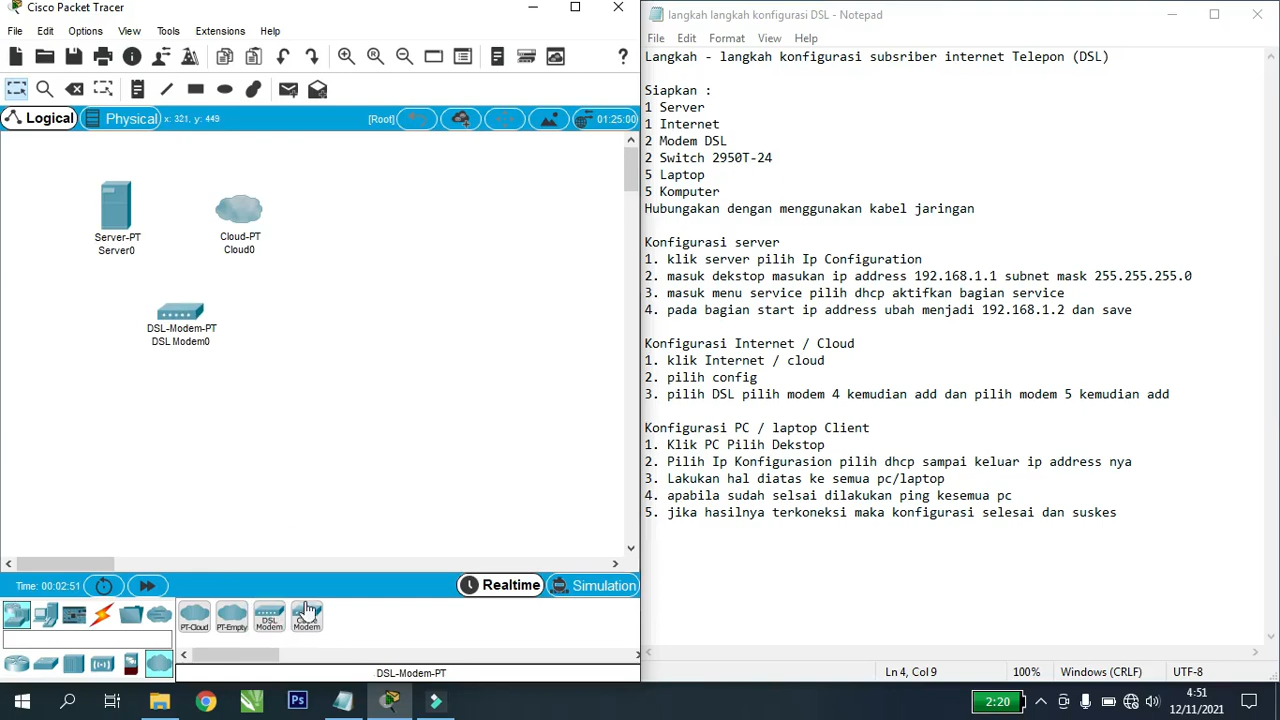 Cisco Packet Tracer
File Edit Options View Tools Extensions Help
?
Logical Physical x: 321, y: 449 [Root] 01:25:00
Server-PT
Server0
Cloud-PT
Cloud0
DSL-Modem-PT
DSL Modem0
Time: 00:02:51 Realtime Simulation
PT-Cloud PT-Empty DSL Modem Modem
DSL-Modem-PT
langkah langkah konfigurasi DSL - Notepad
File Edit Format View Help
Langkah - langkah konfigurasi subsriber internet Telepon (DSL)
Siapkan :
1 Server
1 Internet
2 Modem DSL
2 Switch 2950T-24
5 Laptop
5 Komputer
Hubungakan dengan menggunakan kabel jaringan
Konfigurasi server
1. klik server pilih Ip Configuration
2. masuk dekstop masukan ip address 192.168.1.1 subnet mask 255.255.255.0
3. masuk menu service pilih dhcp aktifkan bagian service
4. pada bagian start ip address ubah menjadi 192.168.1.2 dan save
Konfigurasi Internet / Cloud
1. klik Internet / cloud
2. pilih config
3. pilih DSL pilih modem 4 kemudian add dan pilih modem 5 kemudian add
Konfigurasi PC / laptop Client
1. Klik PC Pilih Dekstop
2. Pilih Ip Konfigurasion pilih dhcp sampai keluar ip address nya
3. Lakukan hal diatas ke semua pc/laptop
4. apabila sudah selsai dilakukan ping kesemua pc
5. jika hasilnya terkoneksi maka konfigurasi selesai dan suskes
Ln 4, Col 9 100% Windows (CRLF) UTF-8
Ps 2:20 4:51
12/11/2021